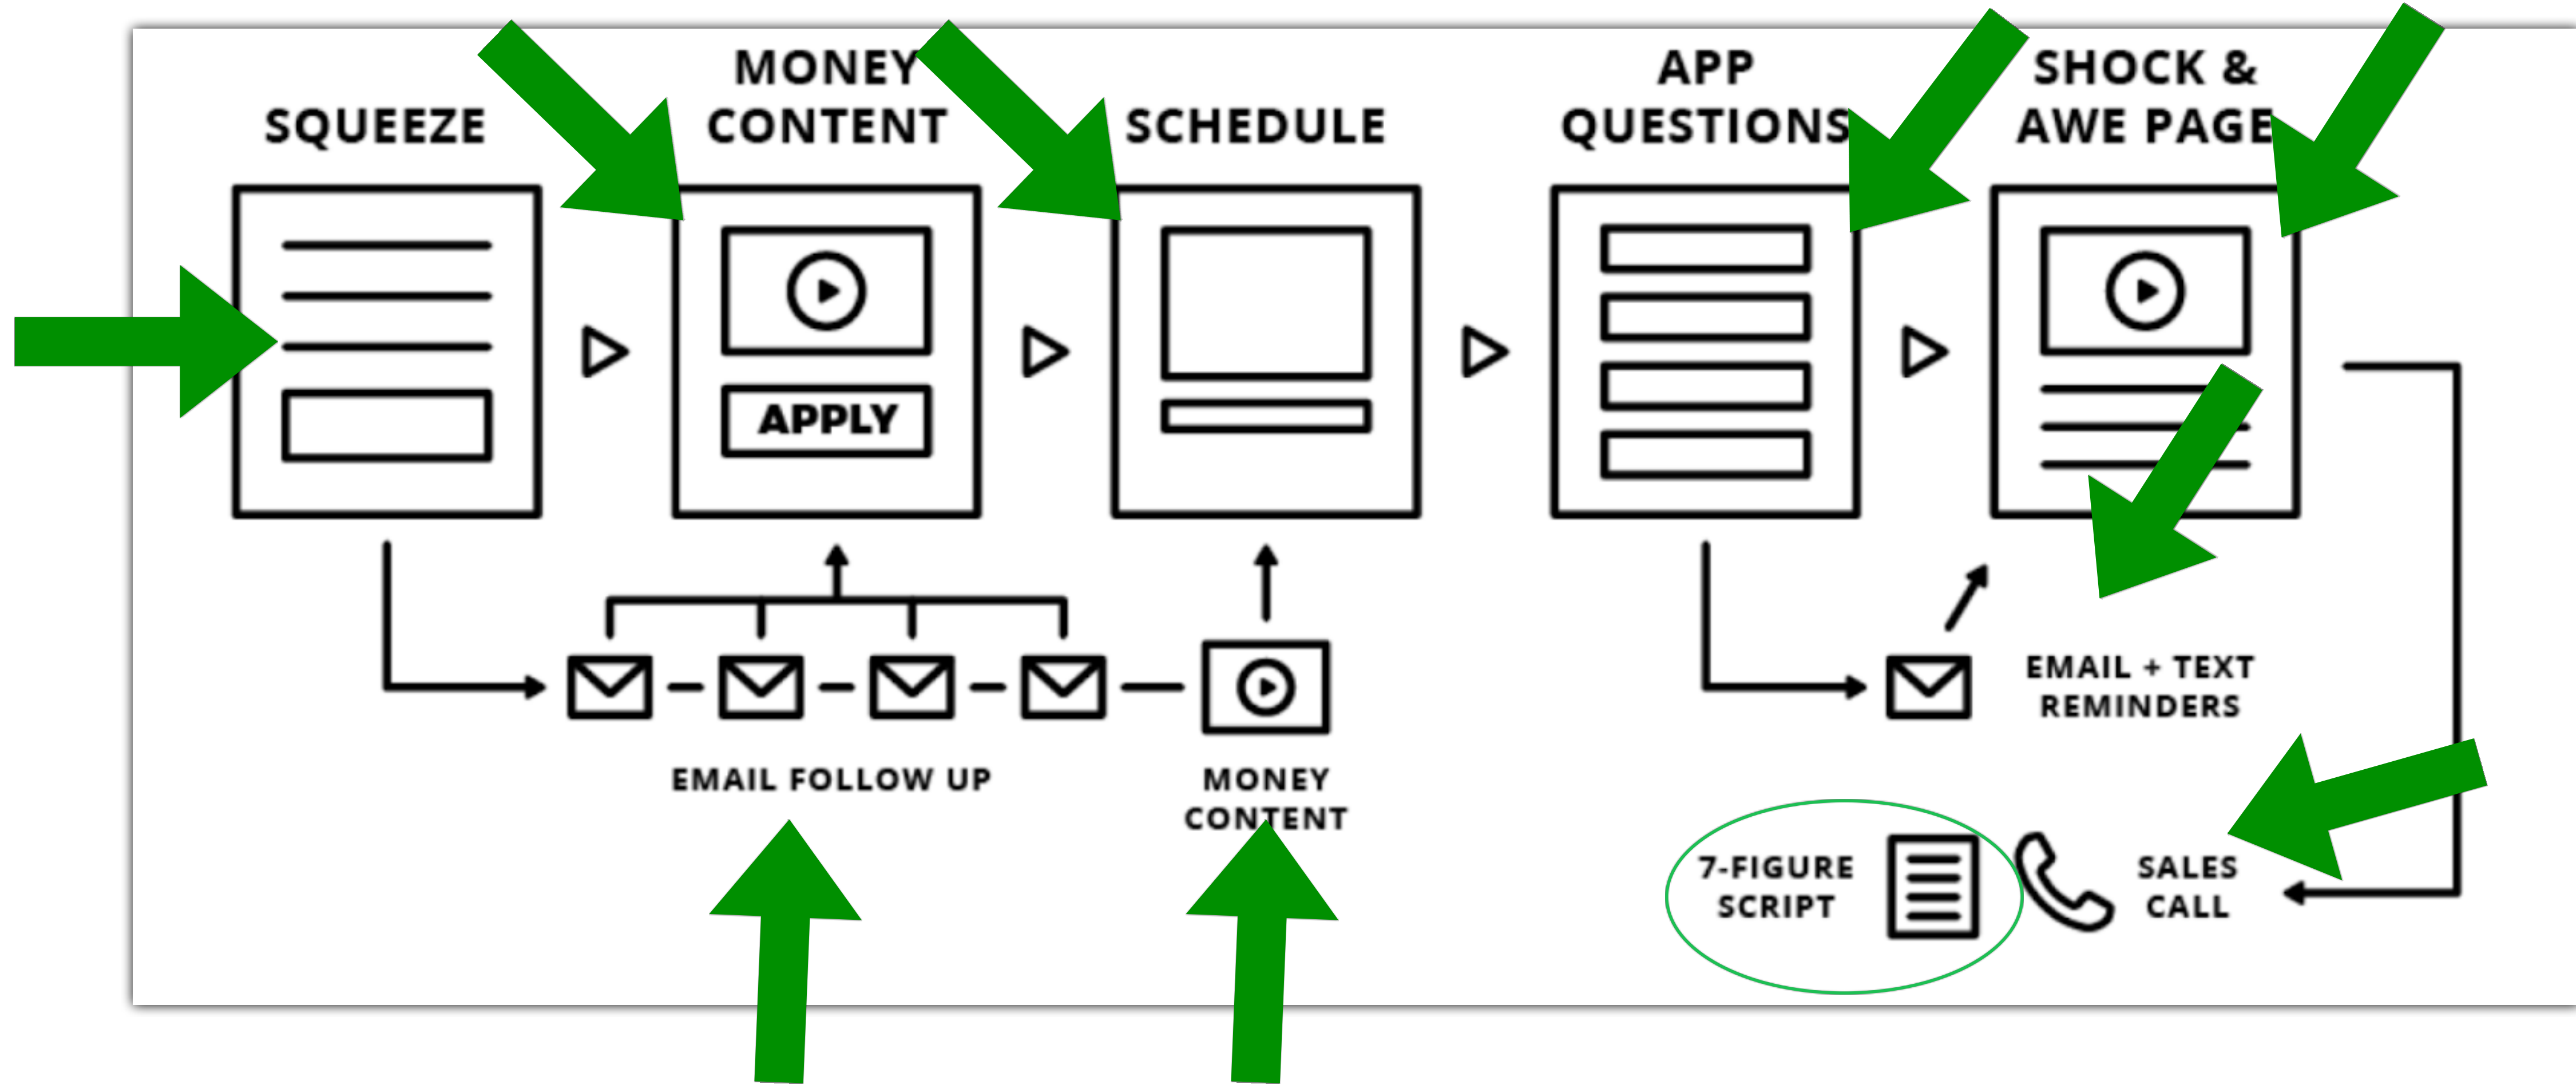 SQUEEZE
MONEY
CONTENT
SCHEDULE
APP
QUESTIONS
SHOCK &
AWE PAGE
APPLY
EMAIL FOLLOW UP
MONEY
CONTENT
EMAIL + TEXT
REMINDERS
7-FIGURE
SCRIPT
SALES
CALL